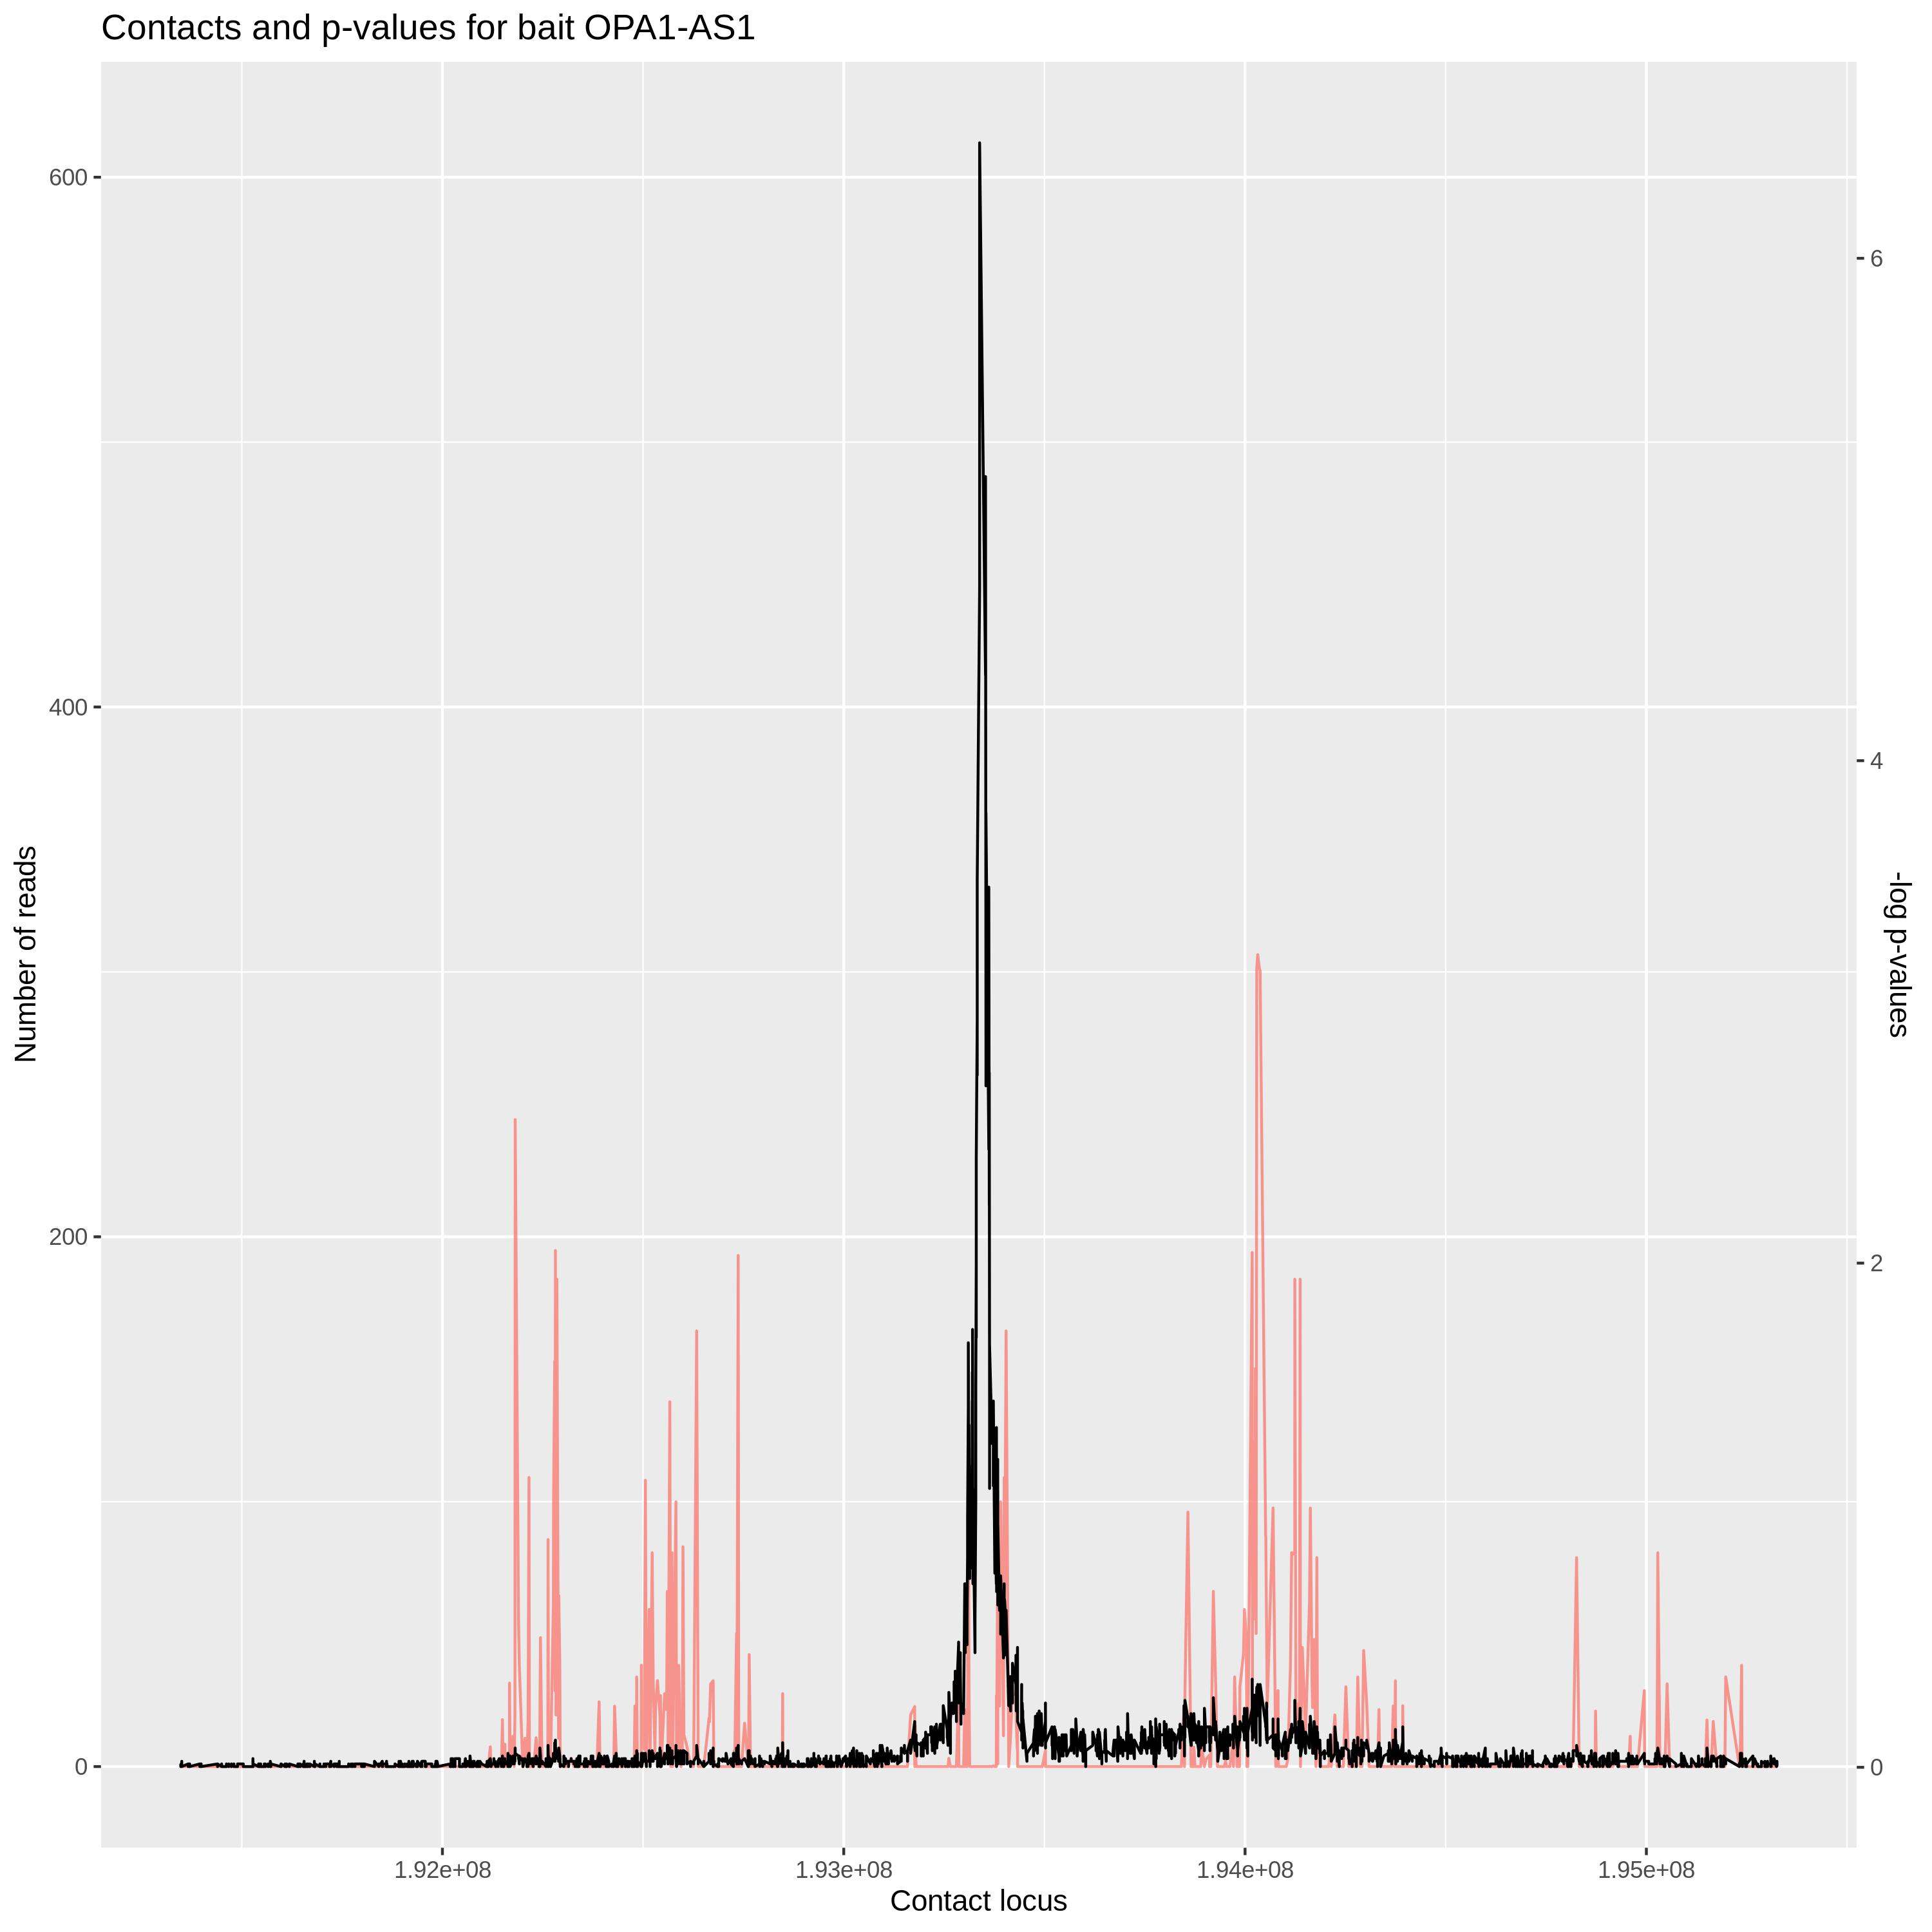 Contacts and p-values for bait OPA1-AS1
600
400
200
0
Number of reads
6
4
2
0
-log p-values
1.92e+08
1.93e+08
1.94e+08
1.95e+08
Contact locus